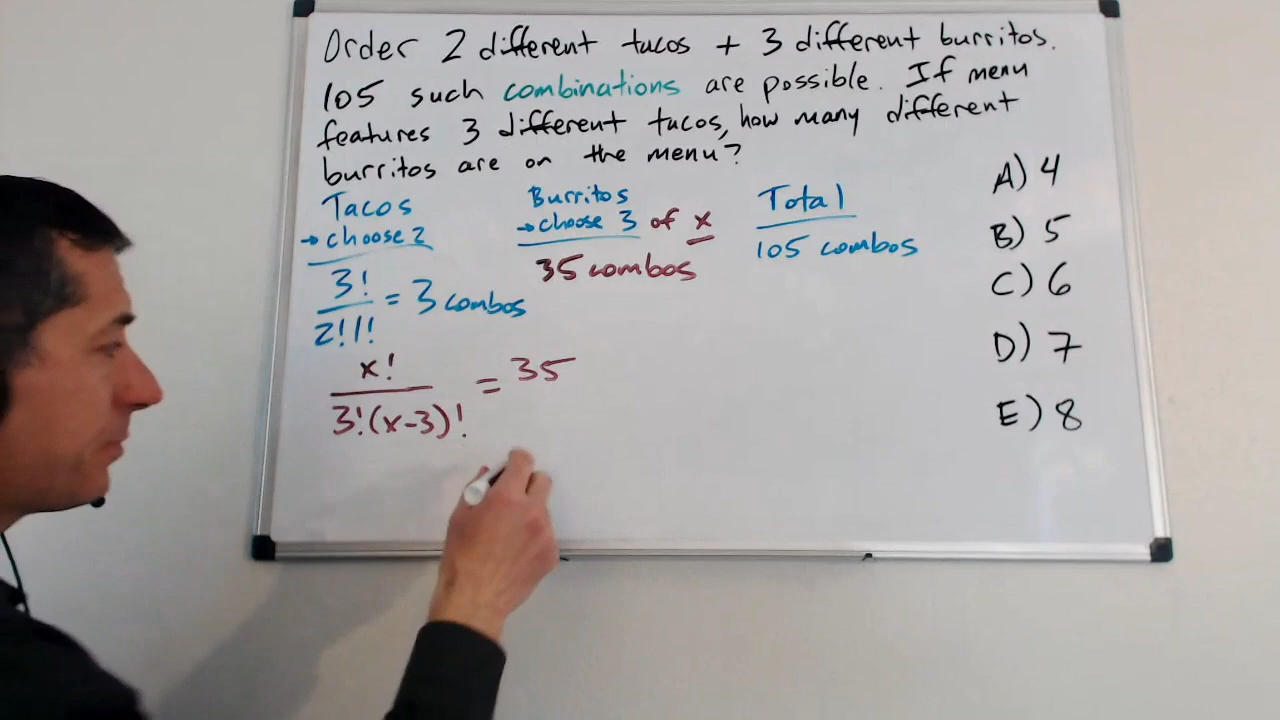 Order 2 different tacos + 3 different burritos.
105 such combinations are possible. If menu
features 3 different tacos, how many different
burritos are on the menu?
Tacos
→ choose 2
3!
2!1!
= 3 combos
Burritos
→ choose 3 of x
35 combos
Total
105 combos
x!
3!(x-3)!
= 35
A) 4
B) 5
C) 6
D) 7
E) 8